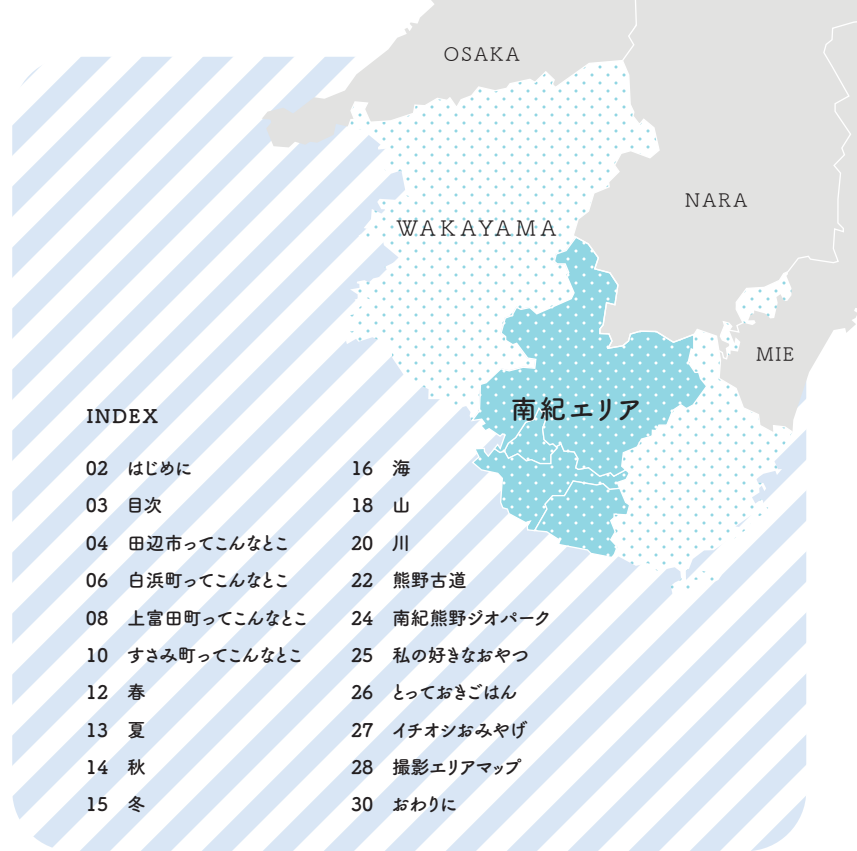 OSAKA
NARA
WAKAYAMA
MIE
南紀エリア
INDEX
02 はじめに
03 目次
04 田辺市ってこんなとこ
06 白浜町ってこんなとこ
08 上富田町ってこんなとこ
10 すさみ町ってこんなとこ
12 春
13 夏
14 秋
15 冬
16 海
18 山
20 川
22 熊野古道
24 南紀熊野ジオパーク
25 私の好きなおやつ
26 とっておきごはん
27 イチオシおみやげ
28 撮影エリアマップ
30 おわりに